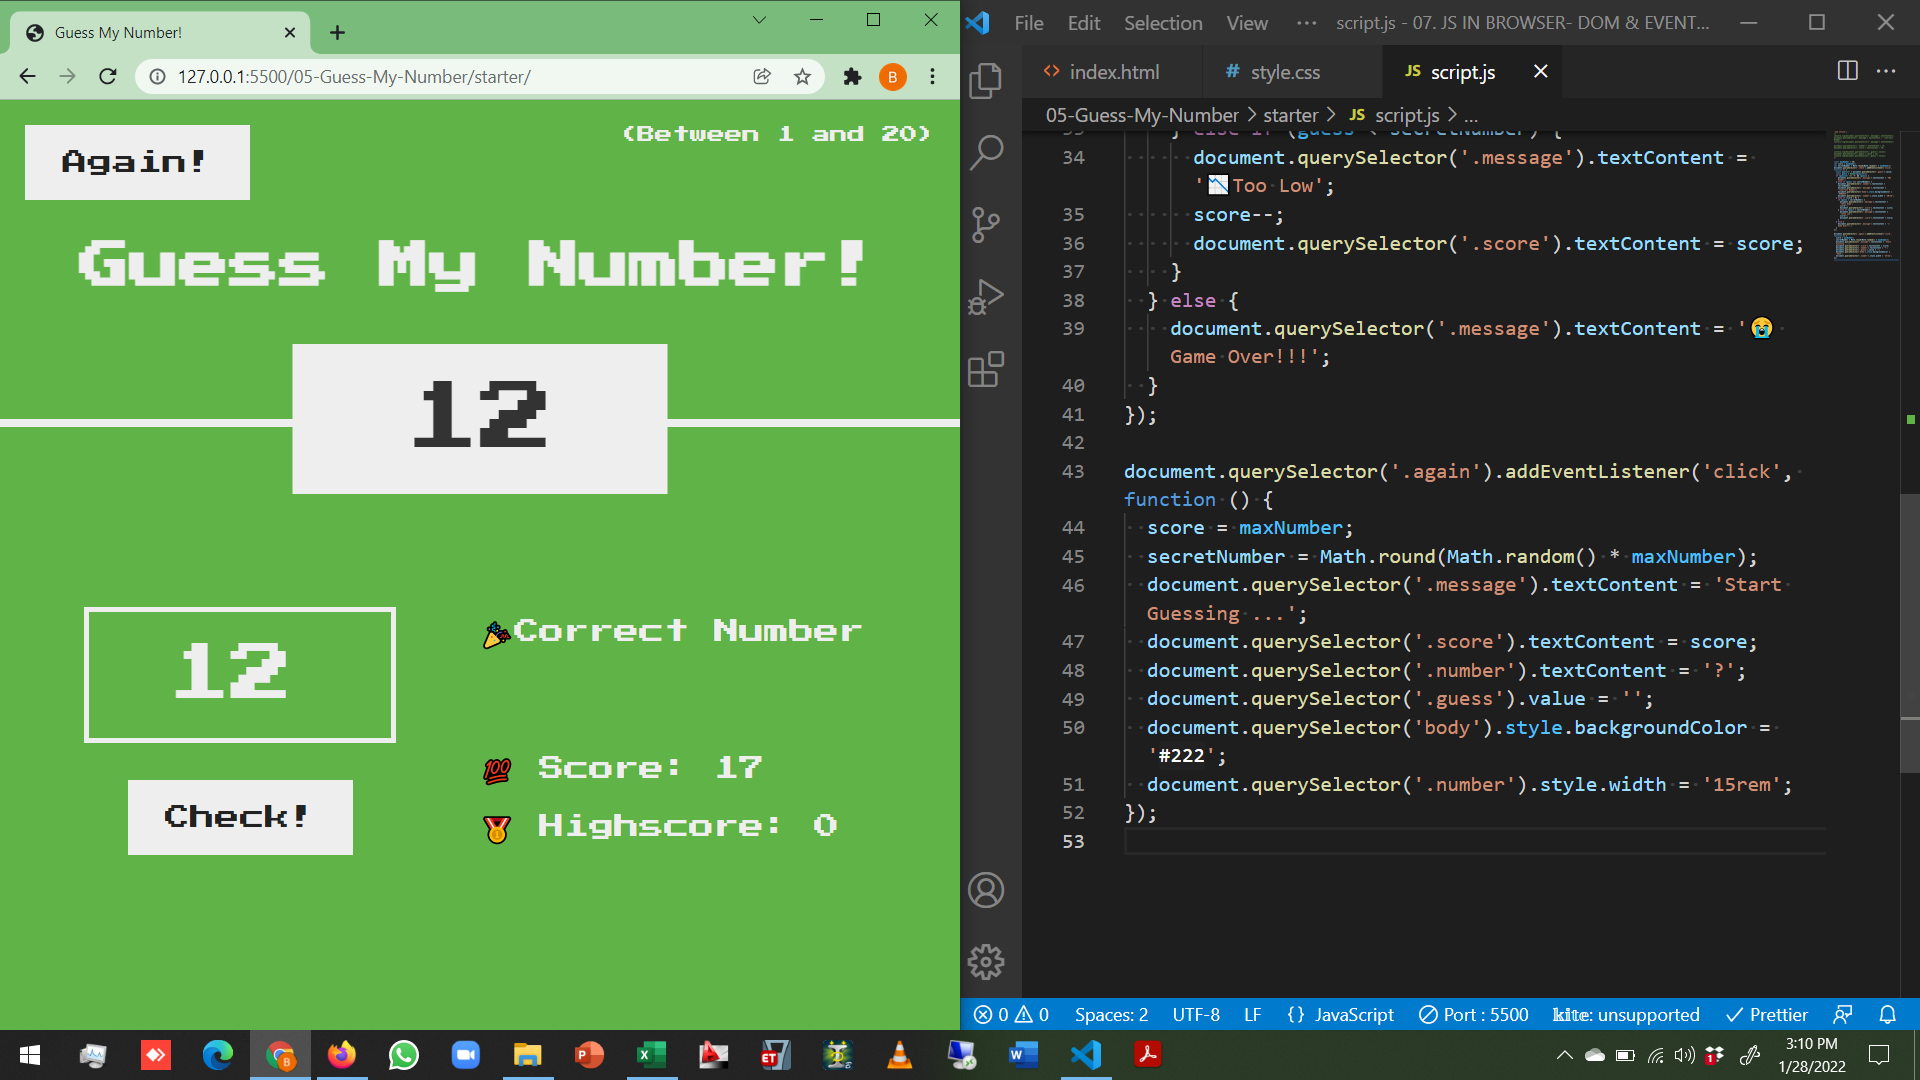 Guess My Number!
127.0.0.1:5500/05-Guess-My-Number/starter/
B
Again!
(Between 1 and 20)
Guess My Number!
12
12
🎉Correct Number
💯 Score: 17
🥇 Highscore: 0
Check!
File Edit Selection View ··· script.js - 07. JS IN BROWSER- DOM & EVENT...
index.html
style.css
JS script.js
05-Guess-My-Number > starter > JS script.js > ...
33 } else if (guess < secretNumber) {
34 document.querySelector('.message').textContent =
'📉Too Low';
35 score--;
36 document.querySelector('.score').textContent = score;
37 }
38 } else {
39 document.querySelector('.message').textContent = '😭
Game Over!!!';
40 }
41 });
42
43 document.querySelector('.again').addEventListener('click',
function () {
44 score = maxNumber;
45 secretNumber = Math.round(Math.random() * maxNumber);
46 document.querySelector('.message').textContent = 'Start
Guessing ...';
47 document.querySelector('.score').textContent = score;
48 document.querySelector('.number').textContent = '?';
49 document.querySelector('.guess').value = '';
50 document.querySelector('body').style.backgroundColor =
'#222';
51 document.querySelector('.number').style.width = '15rem';
52 });
53
0 0 Spaces: 2 UTF-8 LF {} JavaScript Port : 5500 kite: unsupported Prettier
3:10 PM
1/28/2022